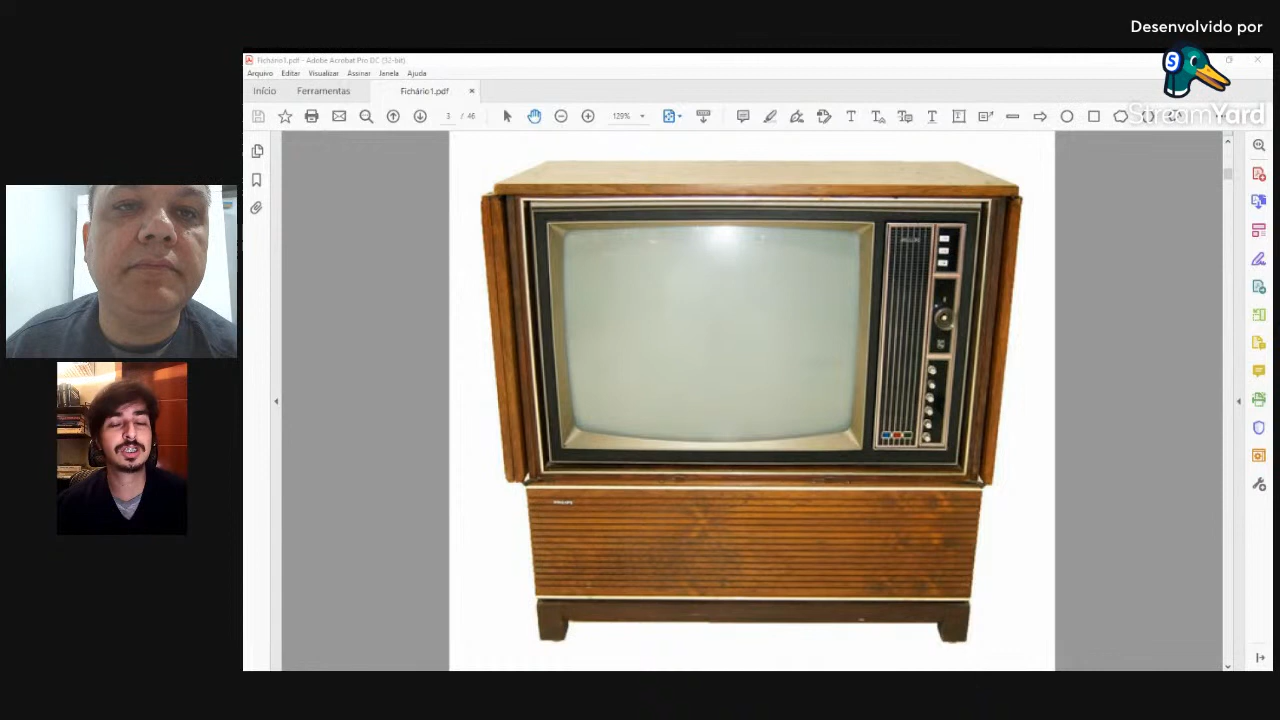 Desenvolvido por
S
StreamYard
Fichário1.pdf - Adobe Acrobat Pro DC (32-bit)
Arquivo Editar Visualizar Assinar Janela Ajuda
Início Ferramentas Fichário1.pdf ×
3 / 46 129%
PHILIPS